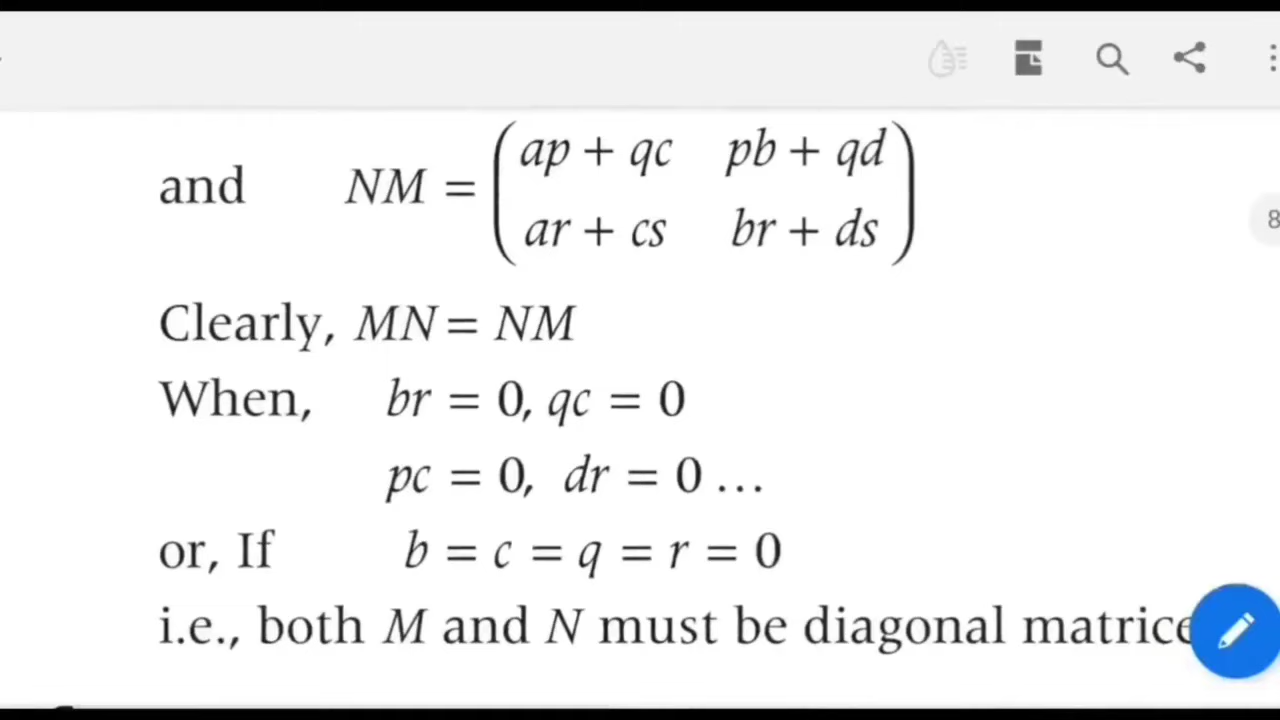 and NM = ( ap + qc pb + qd
ar + cs br + ds )
Clearly, MN = NM
When, br = 0, qc = 0
pc = 0, dr = 0 ...
or, If b = c = q = r = 0
i.e., both M and N must be diagonal matrice
8